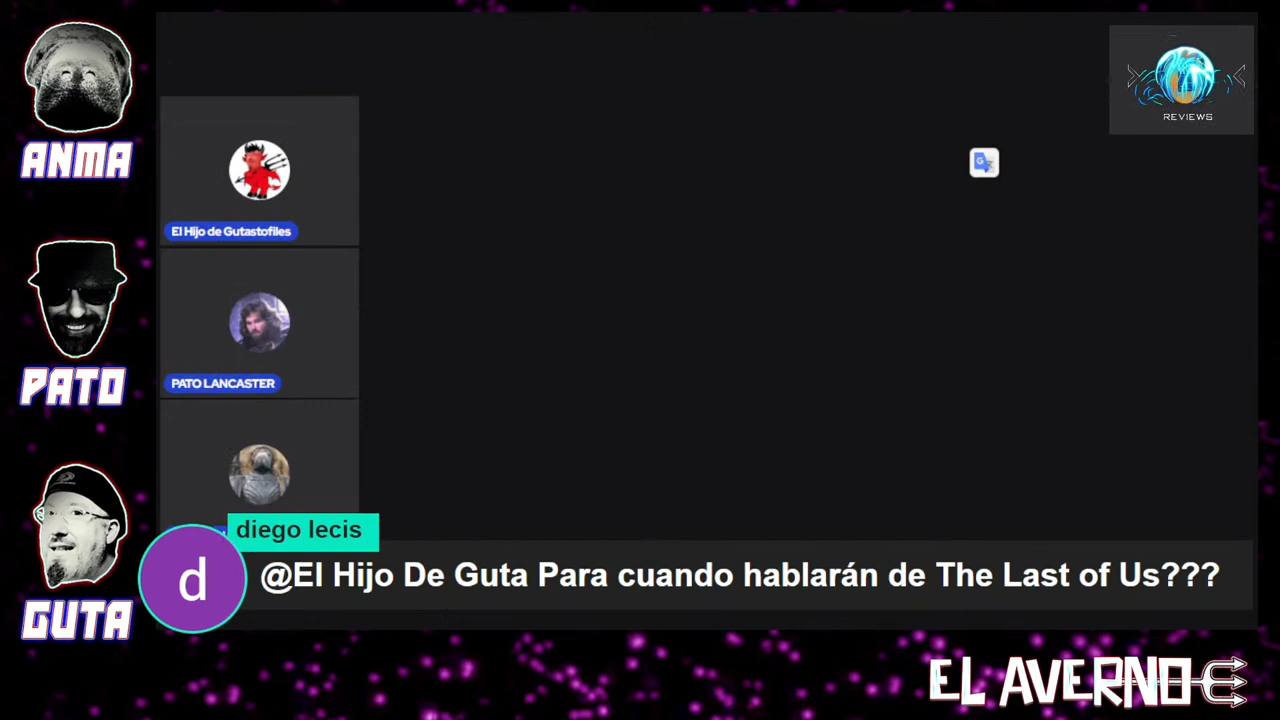 ANMA
PATO
GUTA
REVIEWS
G
El Hijo de Gutastofiles
PATO LANCASTER
diego lecis
d
@El Hijo De Guta Para cuando hablarán de The Last of Us???
EL AVERNO